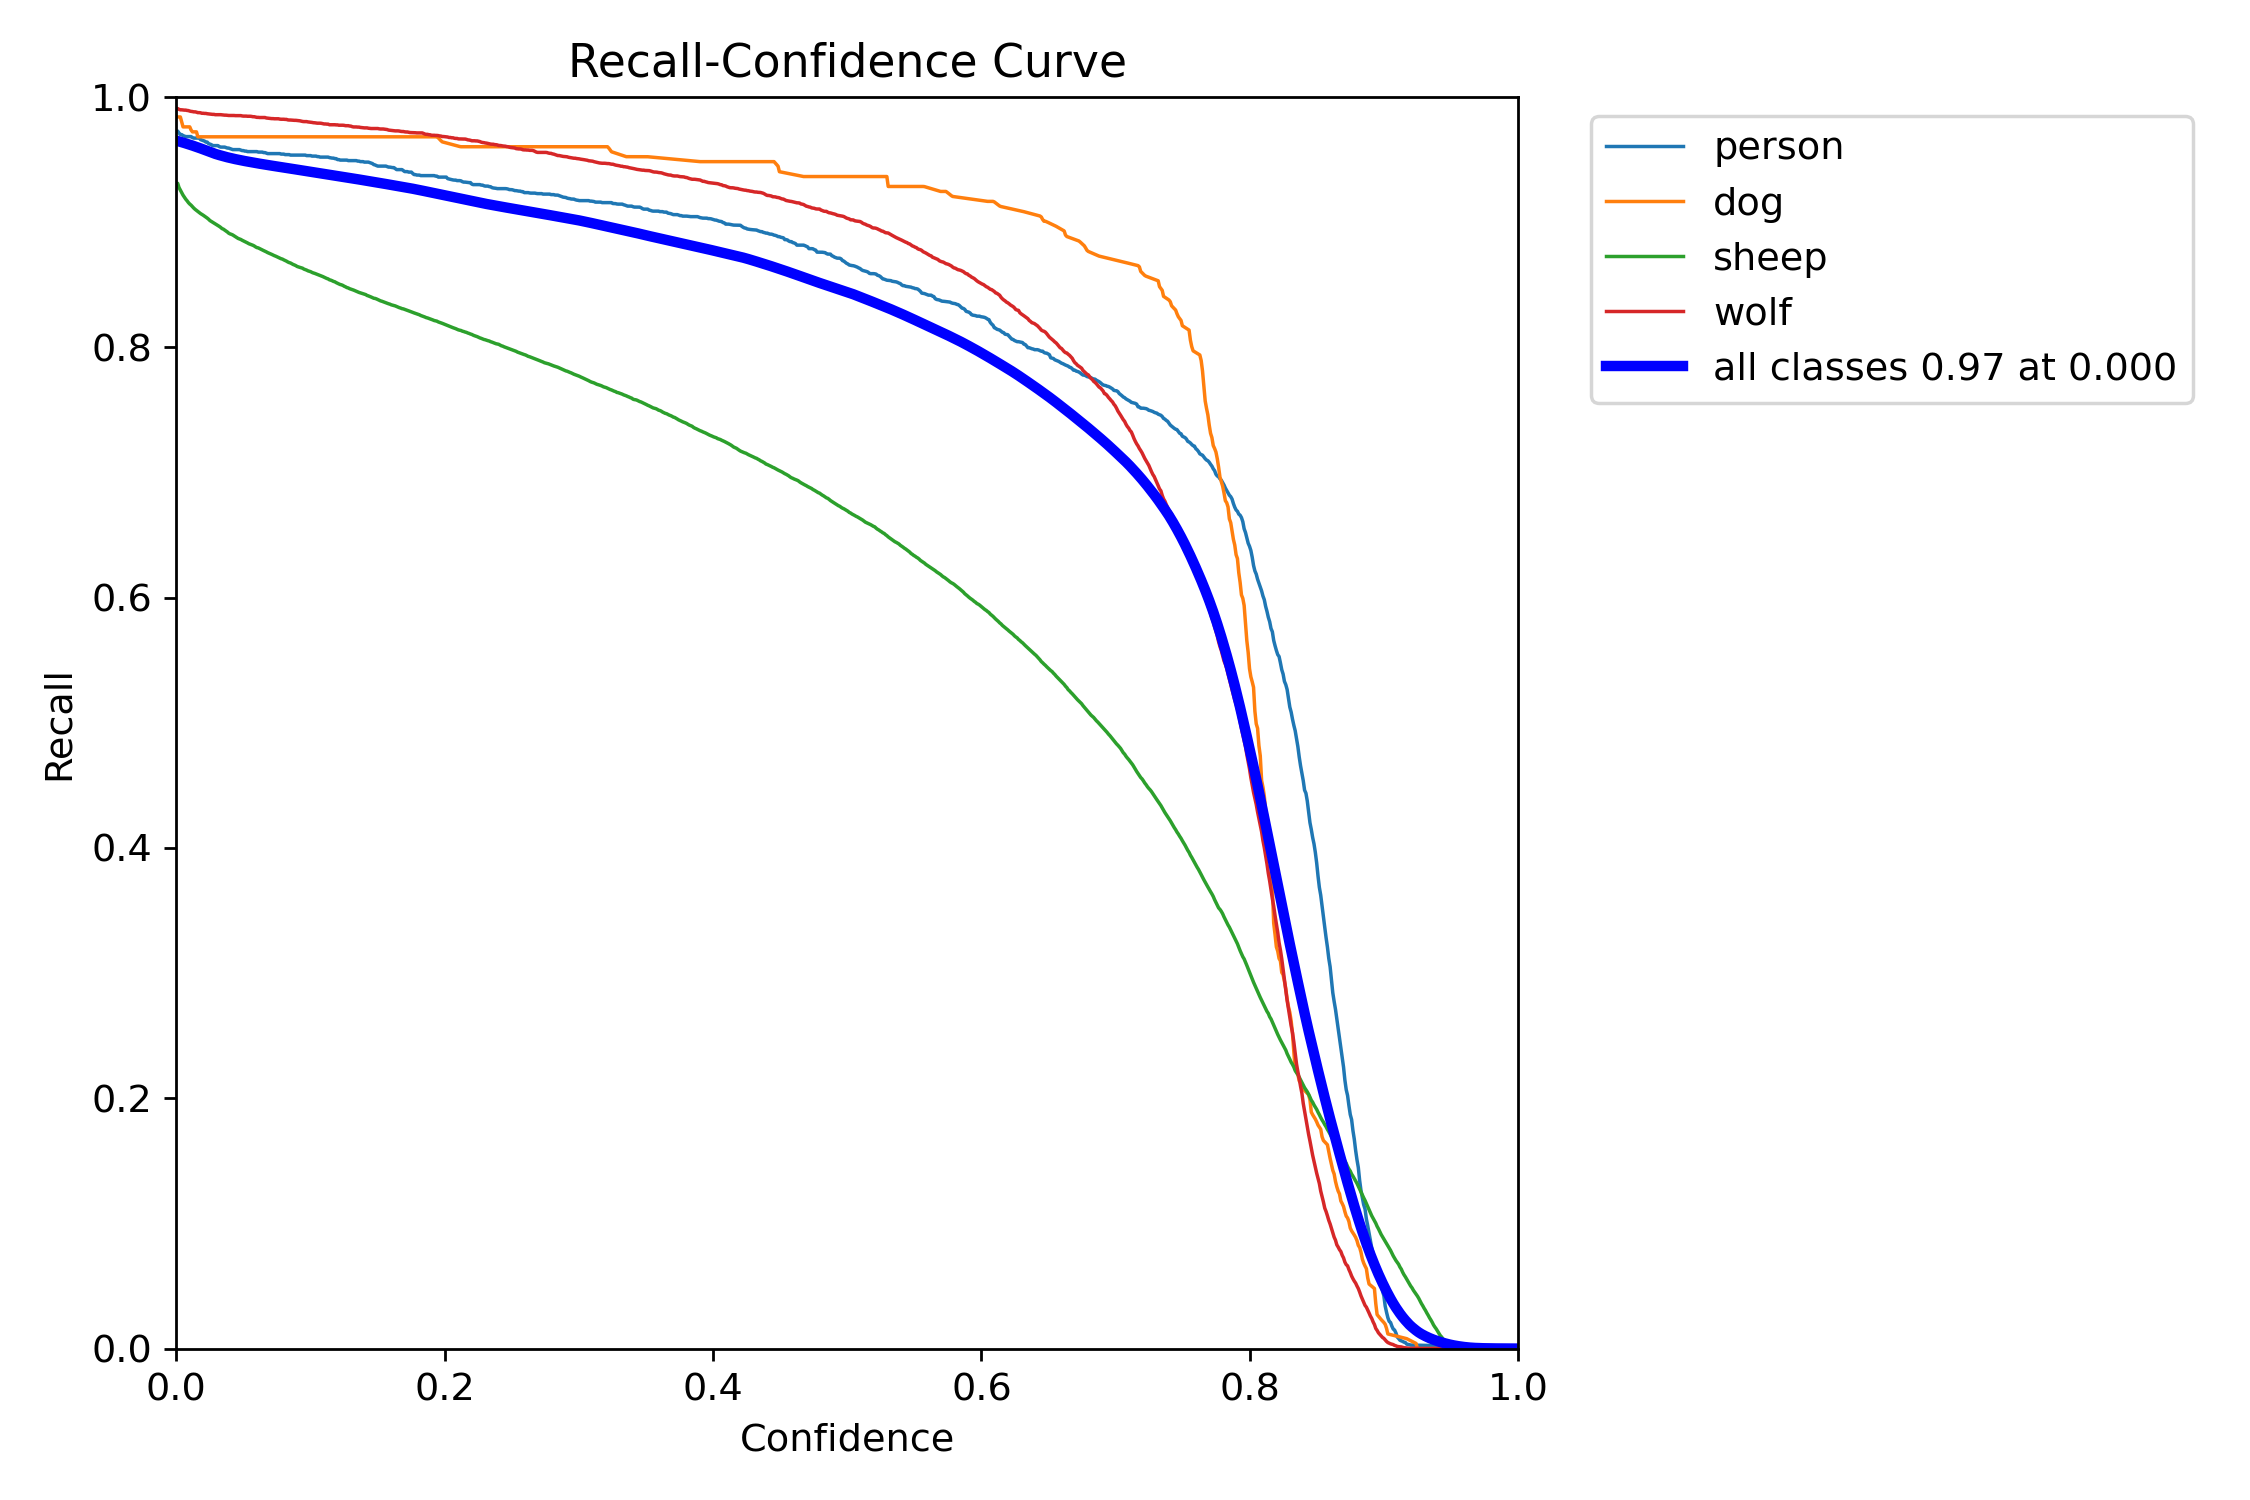 Recall-Confidence Curve
1.0
0.8
0.6
0.4
0.2
0.0
Recall
0.0 0.2 0.4 0.6 0.8 1.0
Confidence
person
dog
sheep
wolf
all classes 0.97 at 0.000